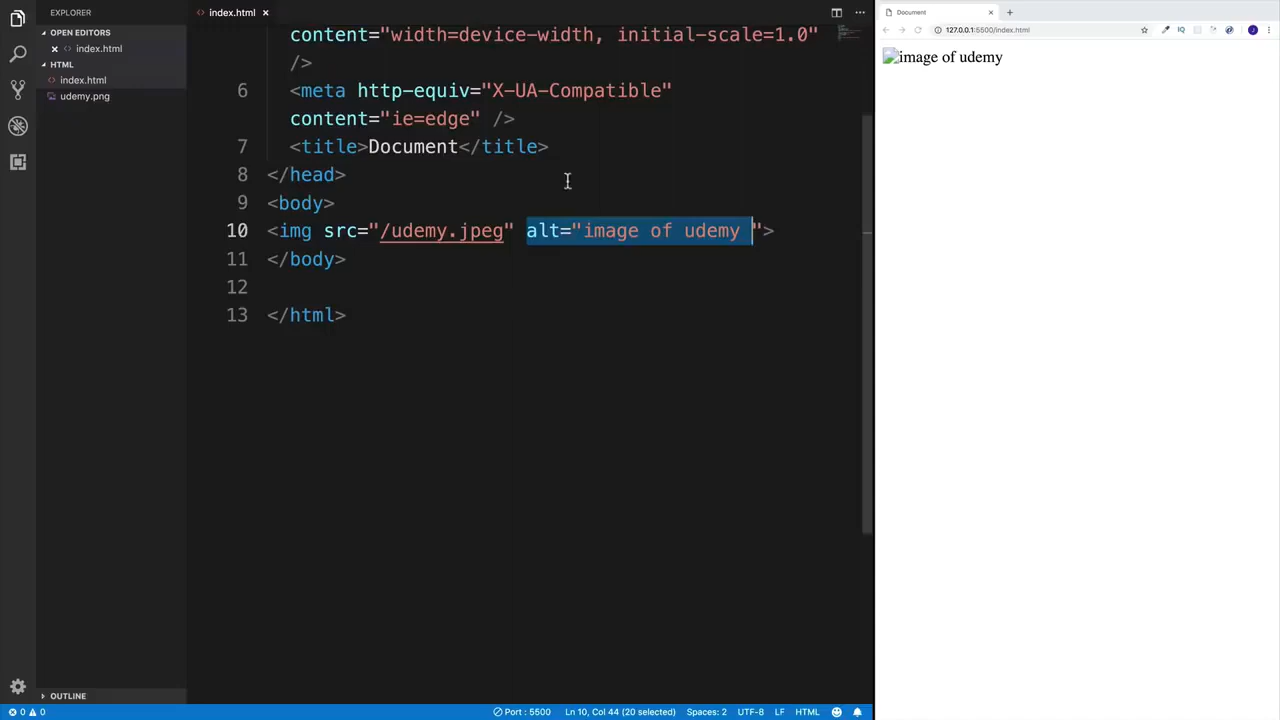 EXPLORER
OPEN EDITORS
index.html
HTML
index.html
udemy.png
OUTLINE
index.html
content="width=device-width, initial-scale=1.0"
/>
6 <meta http-equiv="X-UA-Compatible"
content="ie=edge" />
7 <title>Document</title>
8 </head>
9 <body>
10 <img src="/udemy.jpeg" alt="image of udemy ">
11 </body>
12
13 </html>
0 0
Port : 5500
Ln 10, Col 44 (20 selected)
Spaces: 2
UTF-8
LF
HTML
Document
127.0.0.1:5500/index.html
image of udemy